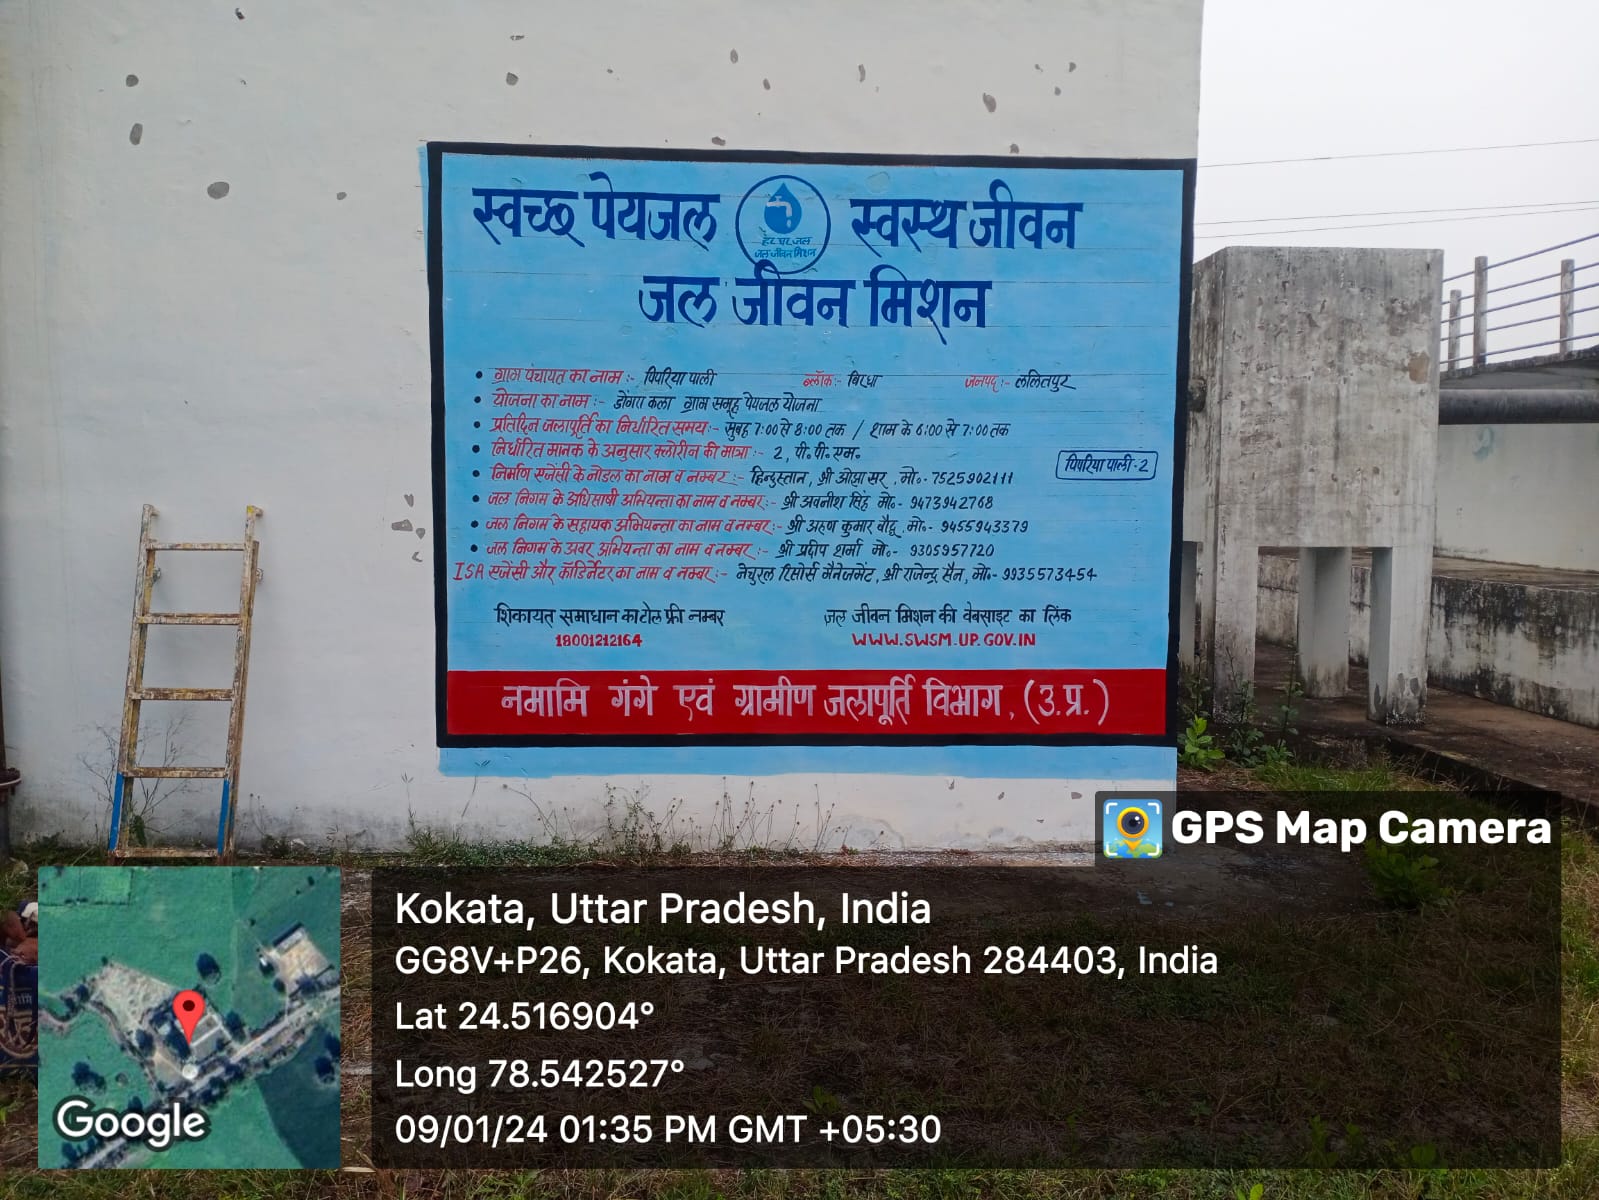 स्वच्छ पेयजल स्वस्थ जीवन
हर घर जल
जल जीवन मिशन
जल जीवन मिशन
• ग्राम पंचायत का नाम :- पिपरिया पाली ब्लॉक:- बिरधा जनपद:- ललितपुर
• योजना का नाम :- डोंगरा कला ग्राम समूह पेयजल योजना
• प्रतिदिन जलापूर्ति का निर्धारित समय:- सुबह 7:00 से 8:00 तक / शाम के 6:00 से 7:00 तक
• निर्धारित मानक के अनुसार क्लोरीन की मात्रा:- 2, पी. पी. एम.
पिपरिया पाली-2
• निर्माण एजेंसी के नोडल का नाम व नम्बर:- हिन्दुस्तान, श्री ओझा सर, मो.- 7525902111
• जल निगम के अधिसाषी अभियन्ता का नाम व नम्बर:- श्री अवनीश सिंह मो.- 9473942768
• जल निगम के सहायक अभियन्ता का नाम व नम्बर:- श्री अरुण कुमार मो.- 9455943379
• जल निगम के अवर अभियन्ता का नाम व नम्बर:- श्री प्रदीप शर्मा मो.- 9305957720
ISA एजेंसी और कॉडिर्नेटर का नाम व नम्बर:- नेचुरल रिसोर्स मैनेजमेंट, श्री राजेन्द्र सैन, मो.- 9935573454
शिकायत समाधान का टोल फ्री नम्बर जल जीवन मिशन की वेबसाइट का लिंक
18001212164 WWW.SWSM.UP.GOV.IN
नमामि गंगे एवं ग्रामीण जलापूर्ति विभाग, (उ.प्र.)
GPS Map Camera
Kokata, Uttar Pradesh, India
GG8V+P26, Kokata, Uttar Pradesh 284403, India
Lat 24.516904°
Long 78.542527°
09/01/24 01:35 PM GMT +05:30
Google